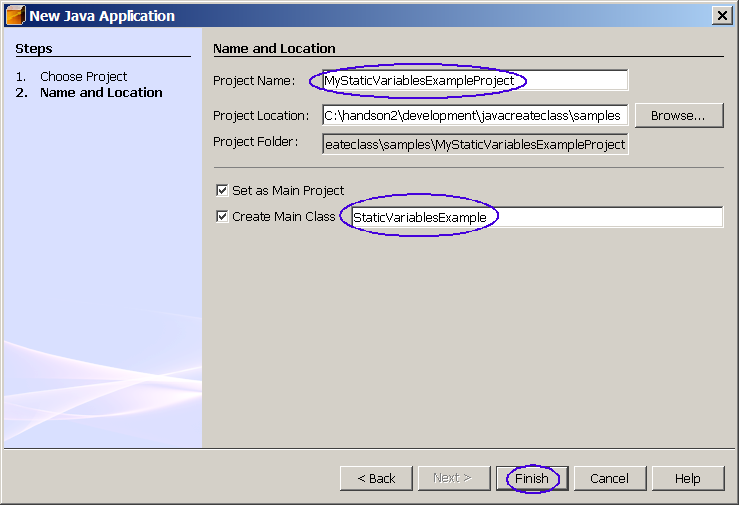 New Java Application
Steps
1. Choose Project
2. Name and Location
Name and Location
Project Name: MyStaticVariablesExampleProject
Project Location: C:\handson2\development\javacreateclass\samples Browse...
Project Folder: eateclass\samples\MyStaticVariablesExampleProject
Set as Main Project
Create Main Class StaticVariablesExample
< Back Next > Finish Cancel Help